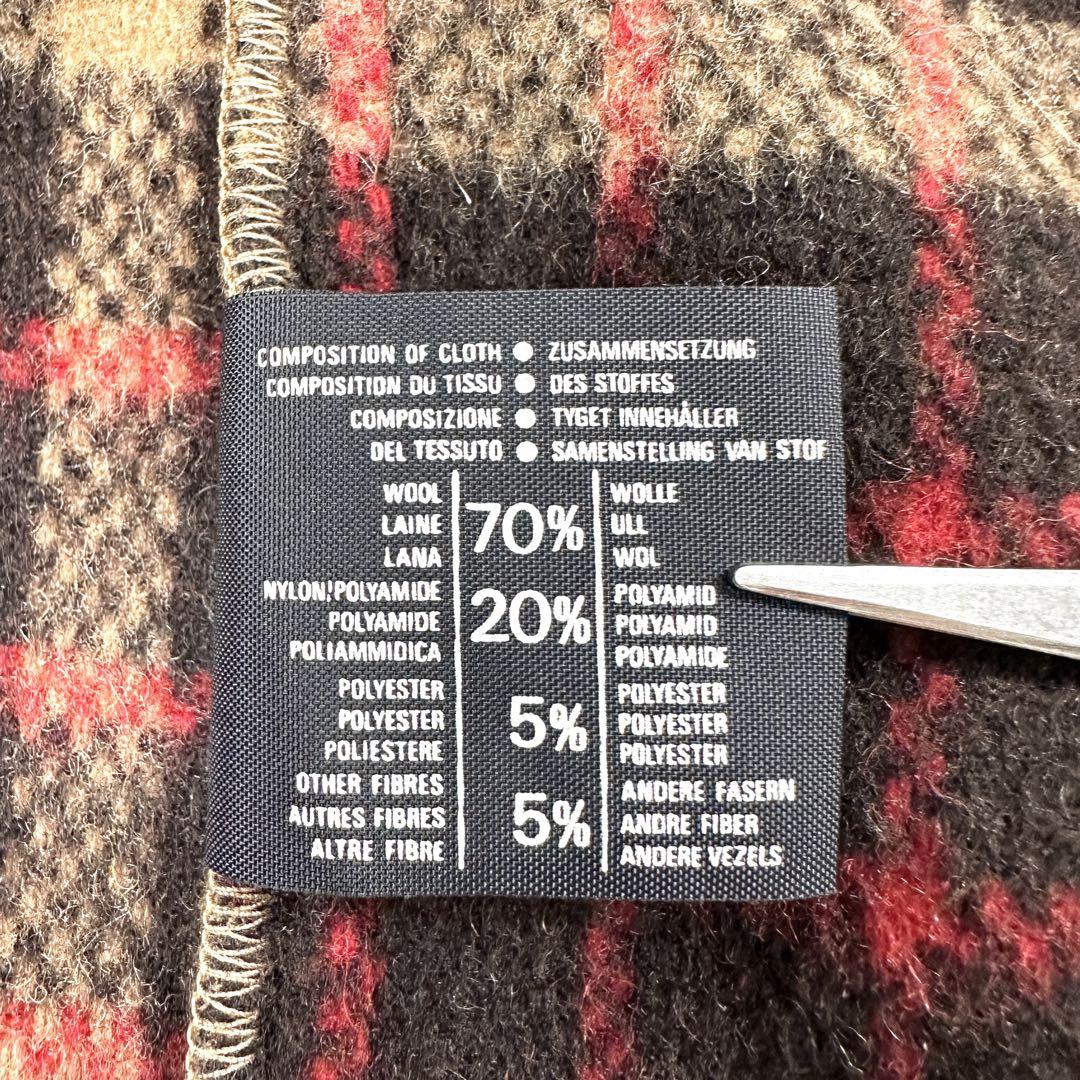 COMPOSITION OF CLOTH ● ZUSAMMENSETZUNG
COMPOSITION DU TISSU ● DES STOFFES
COMPOSIZIONE ● TYGET INNEHÅLLER
DEL TESSUTO ● SAMENSTELLING VAN STOF
WOOL
LAINE
LANA
70%
WOLLE
ULL
WOL
NYLON/POLYAMIDE
POLYAMIDE
POLIAMMIDICA
20%
POLYAMID
POLYAMID
POLYAMIDE
POLYESTER
POLYESTER
POLIESTERE
5%
POLYESTER
POLYESTER
POLYESTER
OTHER FIBRES
AUTRES FIBRES
ALTRE FIBRE
5%
ANDERE FASERN
ANDRE FIBER
ANDERE VEZELS